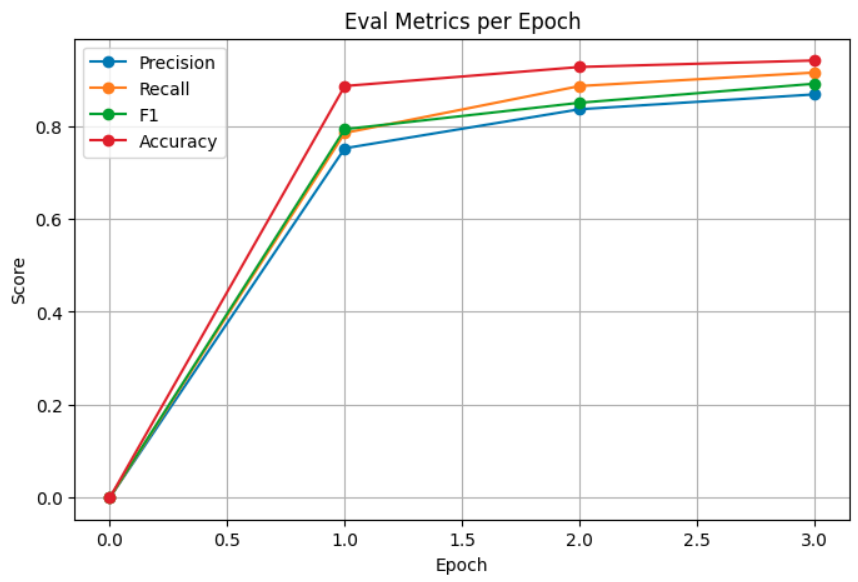 Eval Metrics per Epoch
Precision
Recall
F1
Accuracy
0.8
0.6
0.4
0.2
0.0
Score
0.0 0.5 1.0 1.5 2.0 2.5 3.0
Epoch